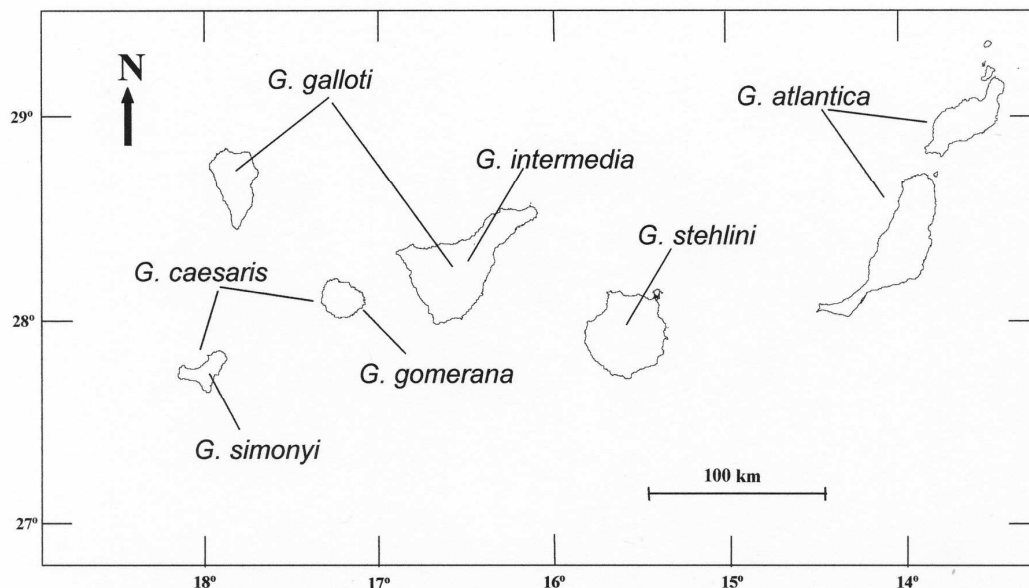 N
G. galloti
G. atlantica
29º
G. intermedia
G. stehlini
G. caesaris
28º
G. gomerana
G. simonyi
100 km
27º
18º
17º
16º
15º
14º